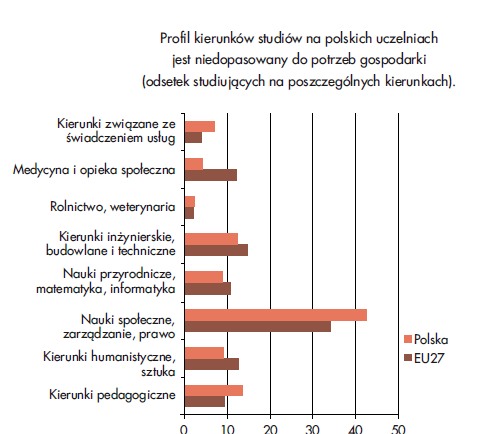 Profil kierunków studiów na polskich uczelniach
jest niedopasowany do potrzeb gospodarki
(odsetek studiujących na poszczególnych kierunkach).
Kierunki związane ze
świadczeniem usług
Medycyna i opieka społeczna
Rolnictwo, weterynaria
Kierunki inżynierskie,
budowlane i techniczne
Nauki przyrodnicze,
matematyka, informatyka
Nauki społeczne,
zarządzanie, prawo
Kierunki humanistyczne,
sztuka
Kierunki pedagogiczne
Polska
EU27
0 10 20 30 40 50